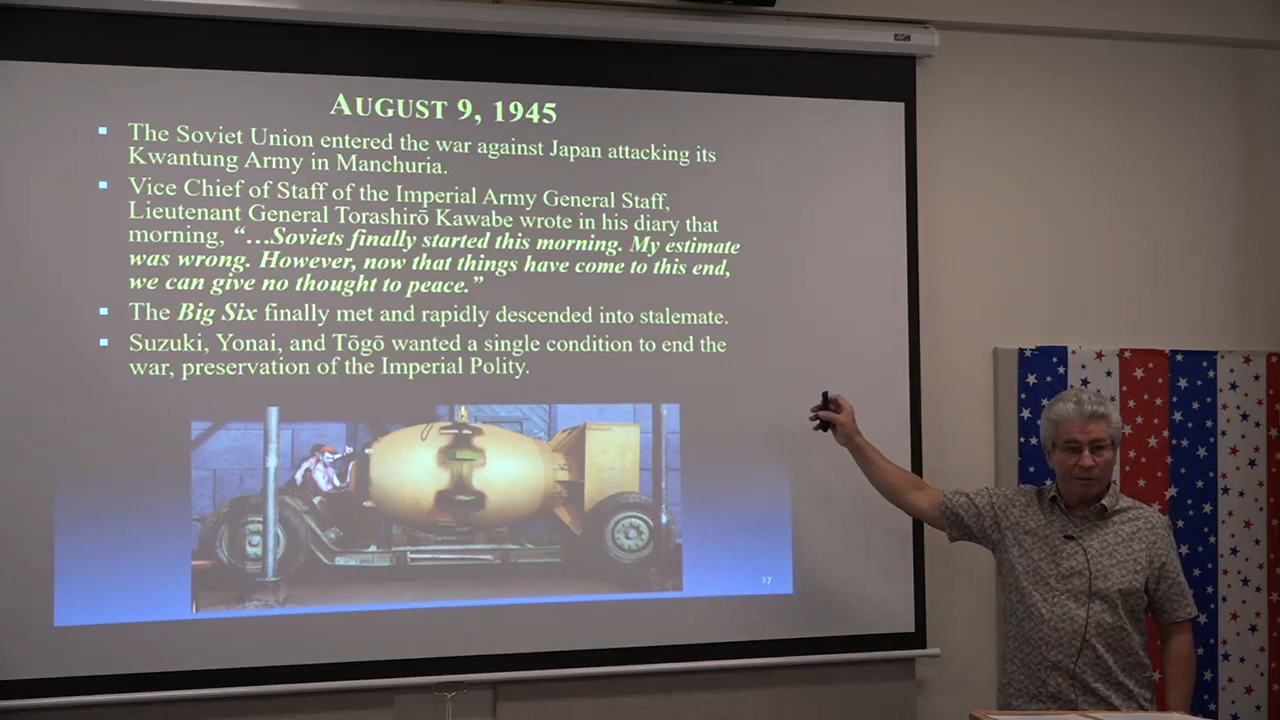 AUGUST 9, 1945
▪ The Soviet Union entered the war against Japan attacking its
Kwantung Army in Manchuria.
▪ Vice Chief of Staff of the Imperial Army General Staff,
Lieutenant General Torashirō Kawabe wrote in his diary that
morning, “…Soviets finally started this morning. My estimate
was wrong. However, now that things have come to this end,
we can give no thought to peace.”
▪ The Big Six finally met and rapidly descended into stalemate.
▪ Suzuki, Yonai, and Tōgō wanted a single condition to end the
war, preservation of the Imperial Polity.